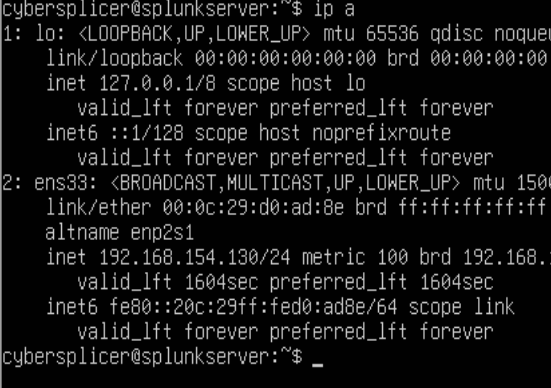 cybersplicer@splunkserver:~$ ip a
1: lo: <LOOPBACK,UP,LOWER_UP> mtu 65536 qdisc noqueu
link/loopback 00:00:00:00:00:00 brd 00:00:00:00
inet 127.0.0.1/8 scope host lo
valid_lft forever preferred_lft forever
inet6 ::1/128 scope host noprefixroute
valid_lft forever preferred_lft forever
2: ens33: <BROADCAST,MULTICAST,UP,LOWER_UP> mtu 1500
link/ether 00:0c:29:d0:ad:8e brd ff:ff:ff:ff:ff
altname enp2s1
inet 192.168.154.130/24 metric 100 brd 192.168.1
valid_lft 1604sec preferred_lft 1604sec
inet6 fe80::20c:29ff:fed0:ad8e/64 scope link
valid_lft forever preferred_lft forever
cybersplicer@splunkserver:~$ _